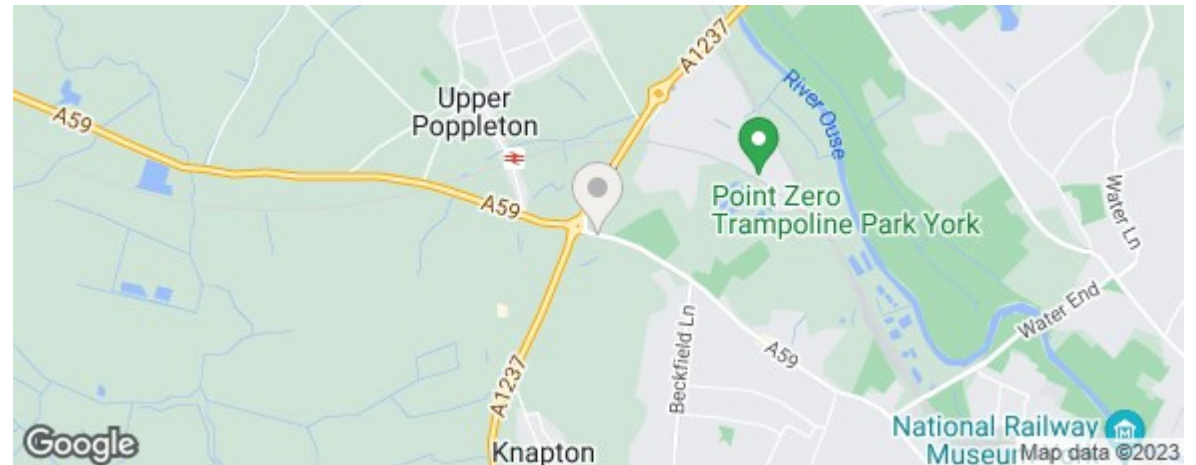 A1237
River Ouse
Upper
Poppleton
A59
Water Ln
Point Zero
Trampoline Park York
A59
Water End
Beckfield Ln
A59
A1237
National Railway
Knapton
Google
Map data ©2023